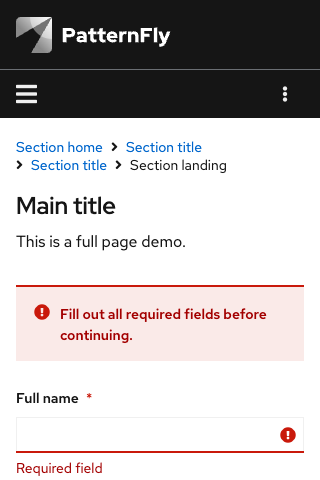 PatternFly
Section home > Section title
> Section title > Section landing
Main title
This is a full page demo.
Fill out all required fields before
continuing.
Full name *
Required field